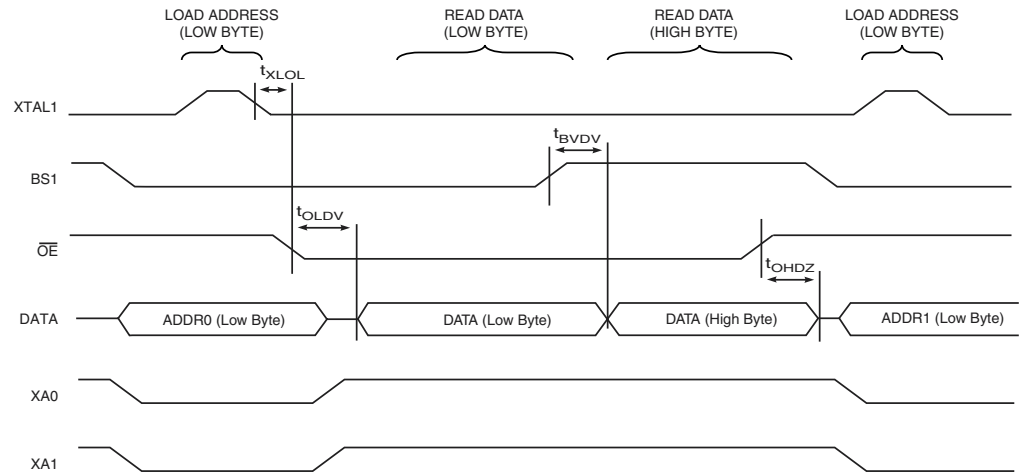 LOAD ADDRESS
(LOW BYTE)
READ DATA
(LOW BYTE)
READ DATA
(HIGH BYTE)
LOAD ADDRESS
(LOW BYTE)
tXLOL
XTAL1
tBVDV
BS1
tOLDV
OE
tOHDZ
DATA
ADDR0 (Low Byte)
DATA (Low Byte)
DATA (High Byte)
ADDR1 (Low Byte)
XA0
XA1